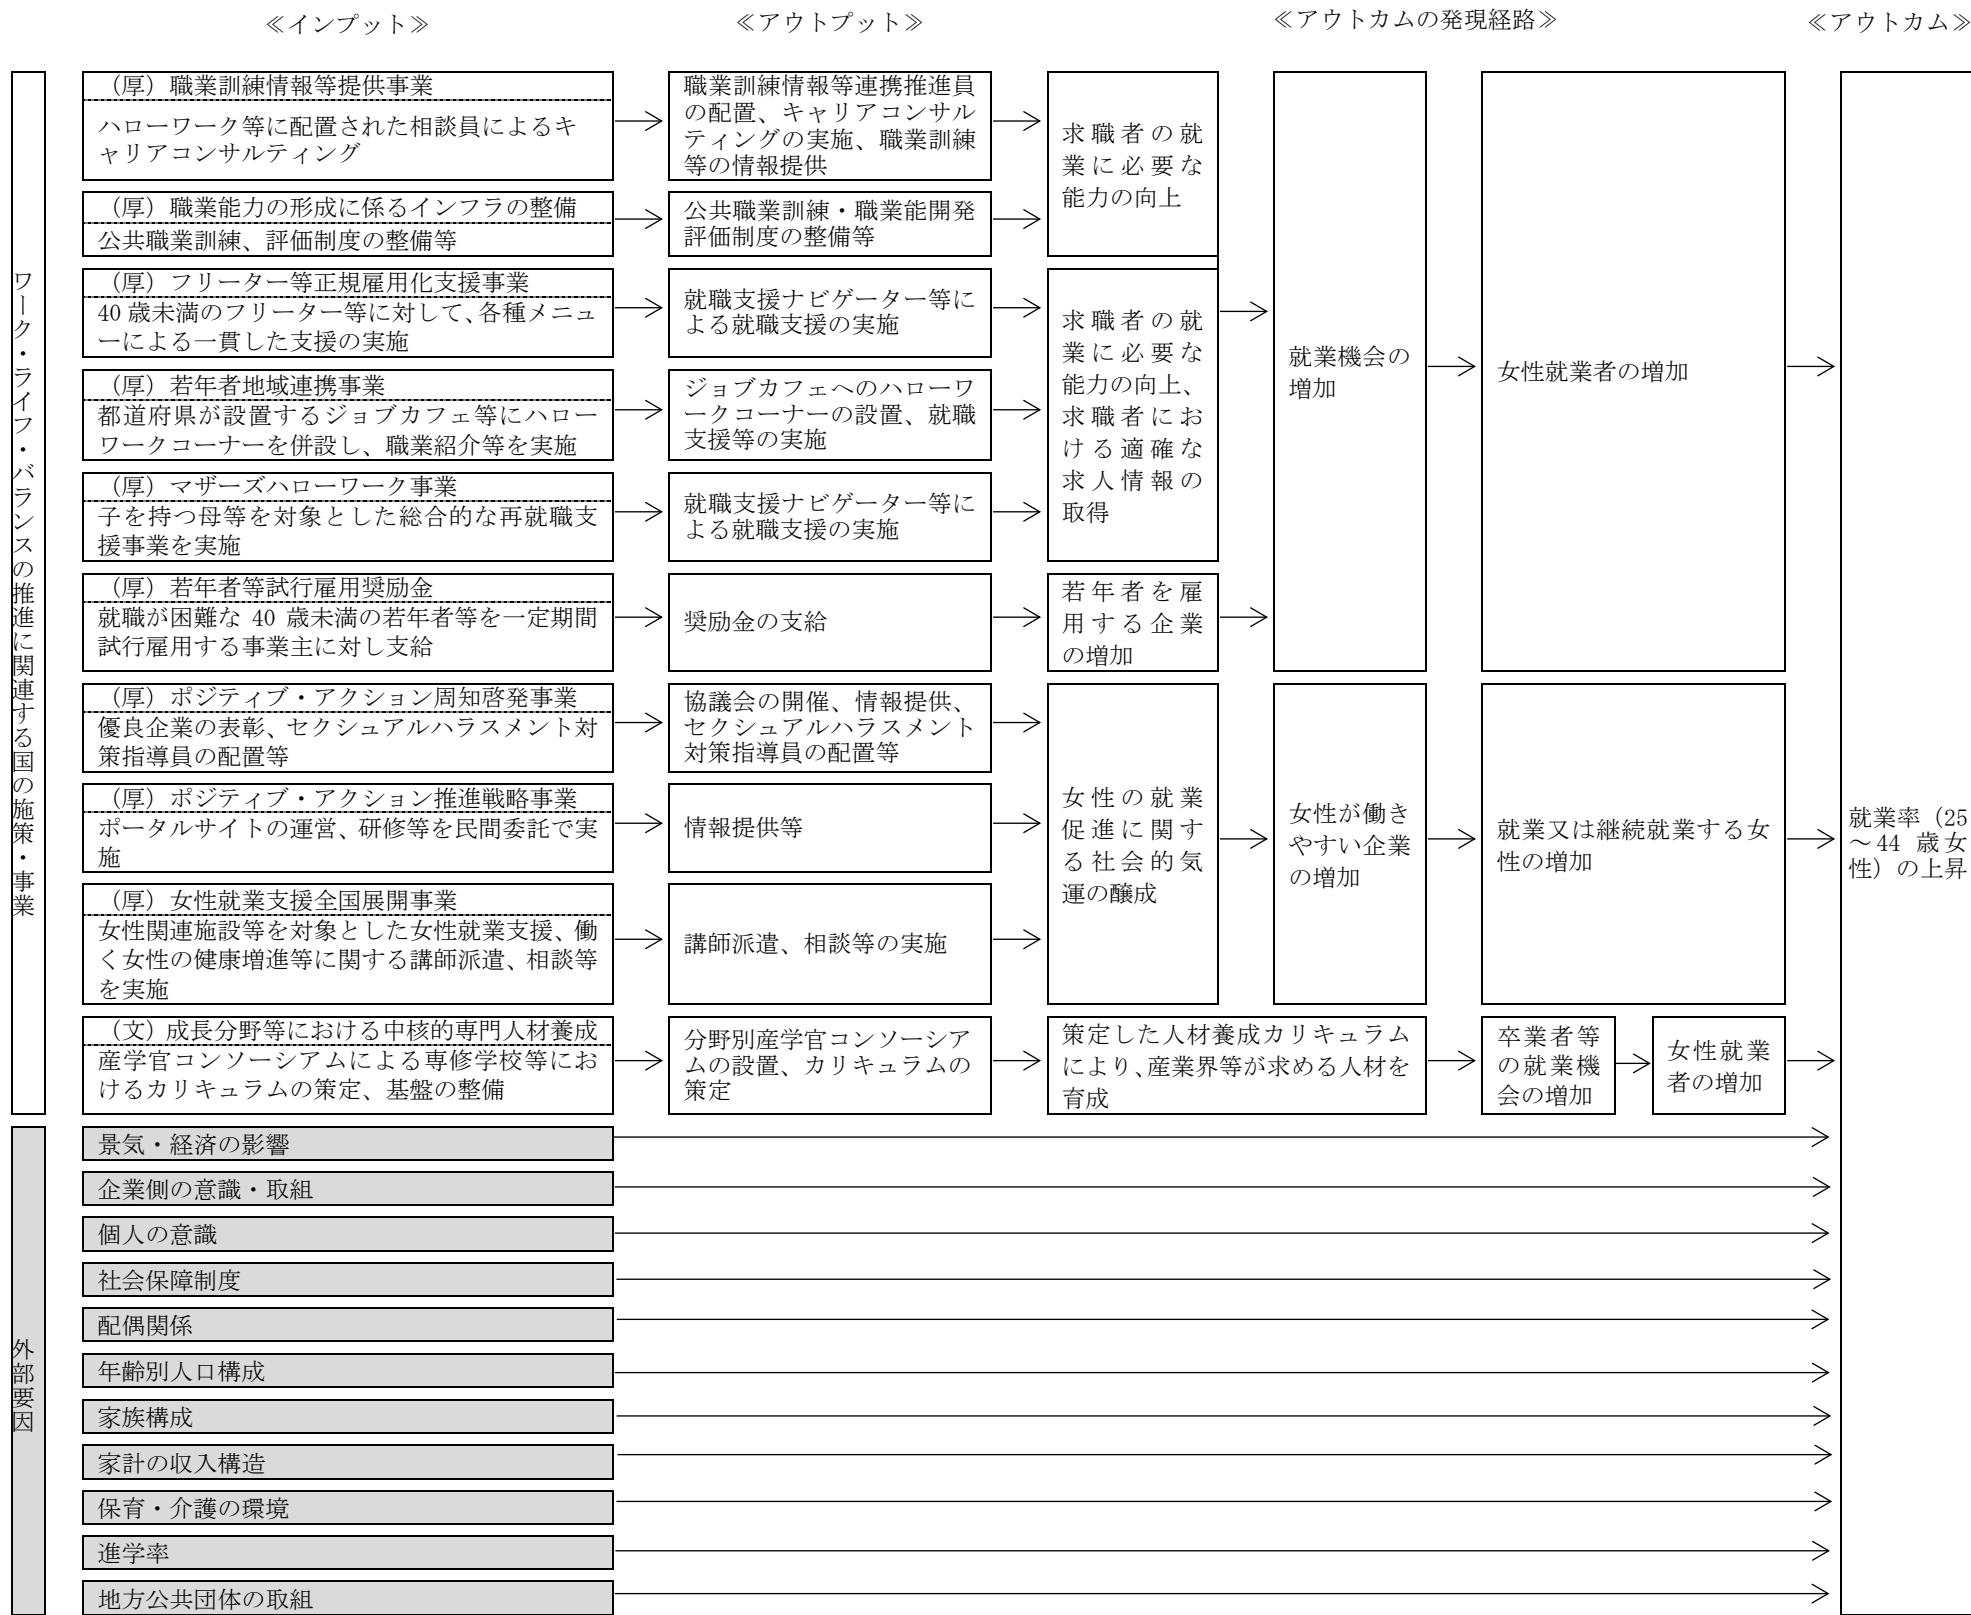 ≪インプット≫
≪アウトプット≫
≪アウトカムの発現経路≫
≪アウトカム≫
ワーク・ライフ・バランスの推進に関連する国の施策・事業
（厚）職業訓練情報等提供事業
ハローワーク等に配置された相談員によるキ
ャリアコンサルティング
職業訓練情報等連携推進員
の配置、キャリアコンサル
ティングの実施、職業訓練
等の情報提供
（厚）職業能力の形成に係るインフラの整備
公共職業訓練、評価制度の整備等
公共職業訓練・職業能開発
評価制度の整備等
求職者の就
業に必要な
能力の向上
（厚）フリーター等正規雇用化支援事業
40 歳未満のフリーター等に対して、各種メニュ
ーによる一貫した支援の実施
就職支援ナビゲーター等に
よる就職支援の実施
（厚）若年者地域連携事業
都道府県が設置するジョブカフェ等にハロー
ワークコーナーを併設し、職業紹介等を実施
ジョブカフェへのハローワ
ークコーナーの設置、就職
支援等の実施
（厚）マザーズハローワーク事業
子を持つ母等を対象とした総合的な再就職支
援事業を実施
就職支援ナビゲーター等に
よる就職支援の実施
求職者の就
業に必要な
能力の向上、
求職者にお
ける適確な
求人情報の
取得
（厚）若年者等試行雇用奨励金
就職が困難な 40 歳未満の若年者等を一定期間
試行雇用する事業主に対し支給
奨励金の支給
若年者を雇
用する企業
の増加
就業機会の
増加
女性就業者の増加
（厚）ポジティブ・アクション周知啓発事業
優良企業の表彰、セクシュアルハラスメント対
策指導員の配置等
協議会の開催、情報提供、
セクシュアルハラスメント
対策指導員の配置等
（厚）ポジティブ・アクション推進戦略事業
ポータルサイトの運営、研修等を民間委託で実
施
情報提供等
（厚）女性就業支援全国展開事業
女性関連施設等を対象とした女性就業支援、働
く女性の健康増進等に関する講師派遣、相談等
を実施
講師派遣、相談等の実施
女性の就業
促進に関す
る社会的気
運の醸成
女性が働き
やすい企業
の増加
就業又は継続就業する女
性の増加
（文）成長分野等における中核的専門人材養成
産学官コンソーシアムによる専修学校等にお
けるカリキュラムの策定、基盤の整備
分野別産学官コンソーシア
ムの設置、カリキュラムの
策定
策定した人材養成カリキュラム
により、産業界等が求める人材を
育成
卒業者等
の就業機
会の増加
女性就業
者の増加
就業率（25
～44 歳女
性）の上昇
外部要因
景気・経済の影響
企業側の意識・取組
個人の意識
社会保障制度
配偶関係
年齢別人口構成
家族構成
家計の収入構造
保育・介護の環境
進学率
地方公共団体の取組